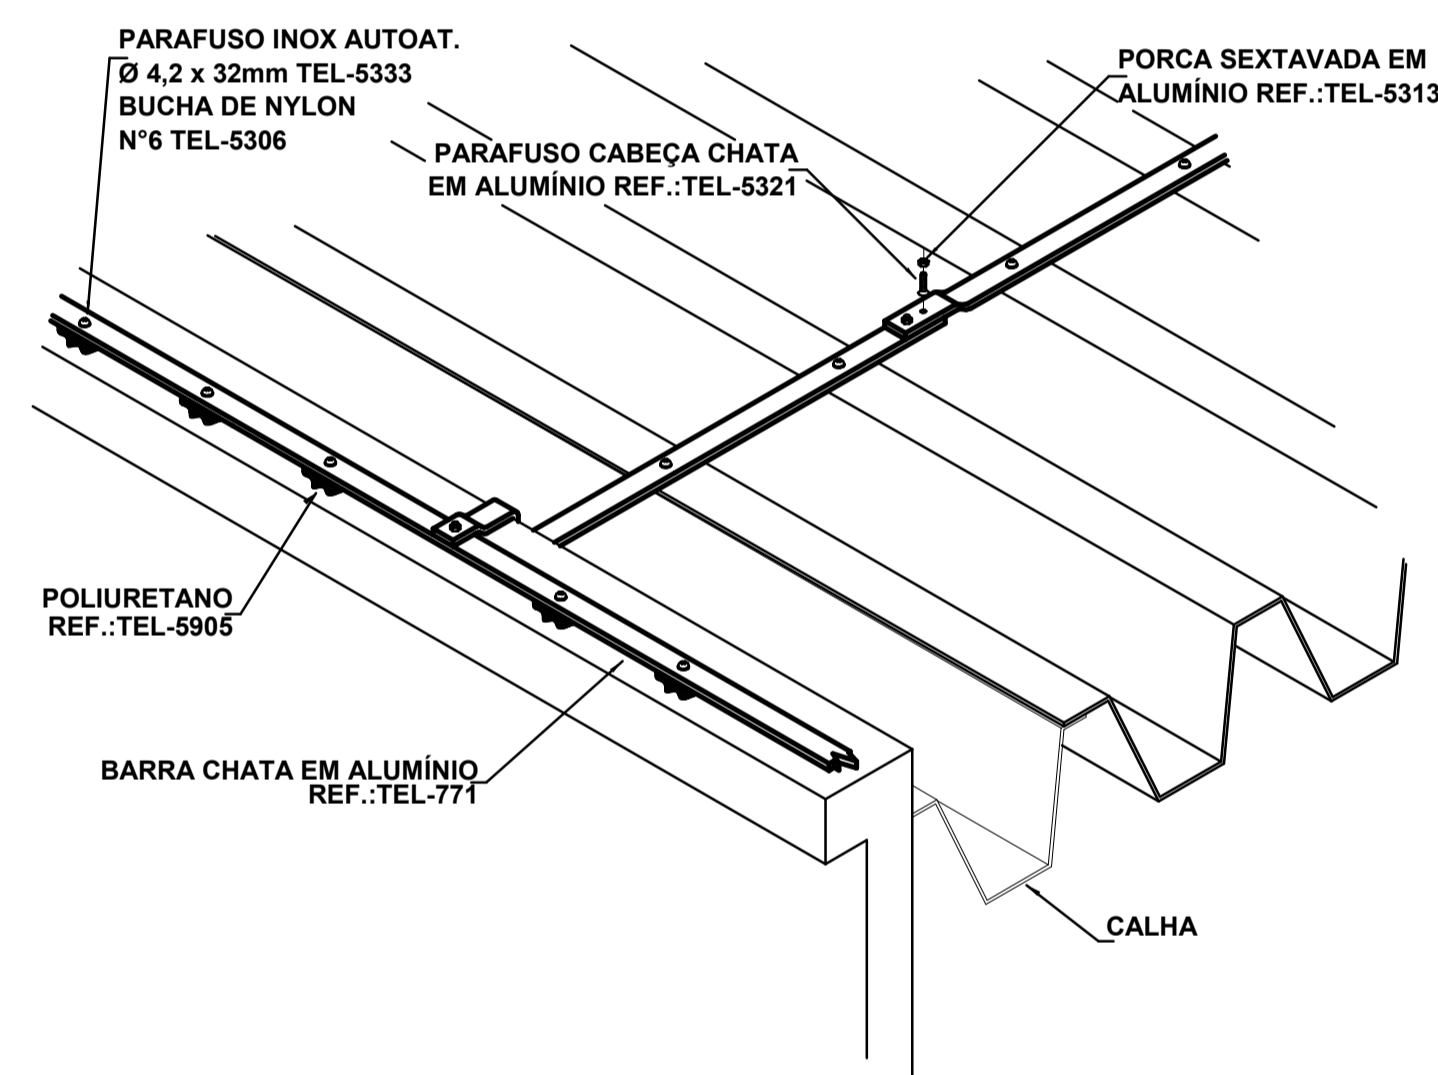 PARAFUSO INOX AUTOAT.
Ø 4,2 x 32mm TEL-5333
BUCHA DE NYLON
N°6 TEL-5306
PORCA SEXTAVADA EM
ALUMÍNIO REF.:TEL-5313
PARAFUSO CABEÇA CHATA
EM ALUMÍNIO REF.:TEL-5321
POLIURETANO
REF.:TEL-5905
BARRA CHATA EM ALUMÍNIO
REF.:TEL-771
CALHA